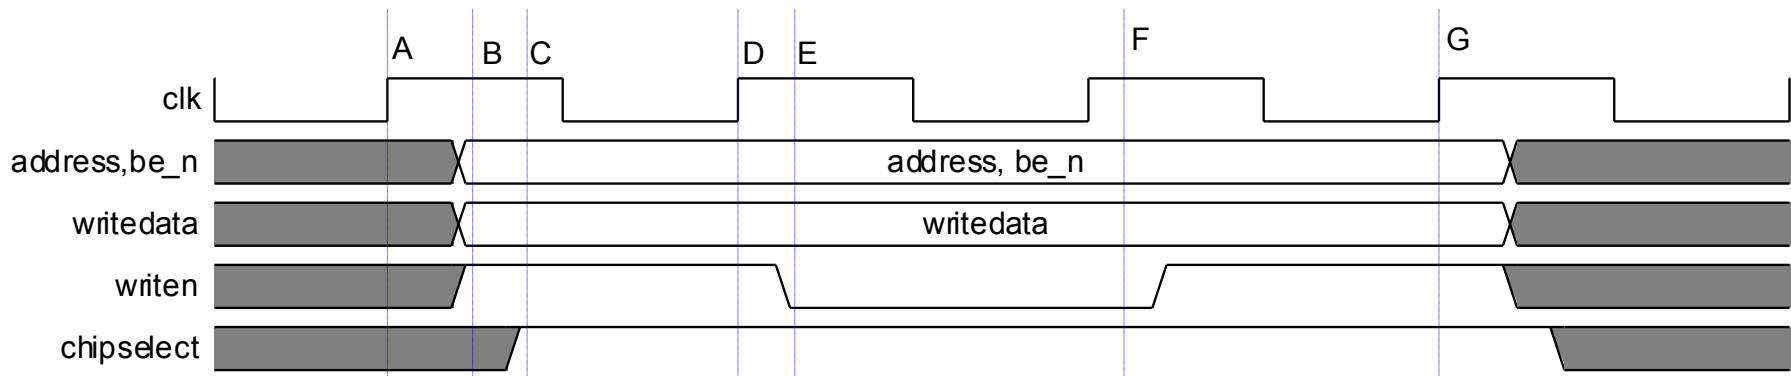 A B C D E F G
clk
address,be_n address, be_n
writedata writedata
writen
chipselect